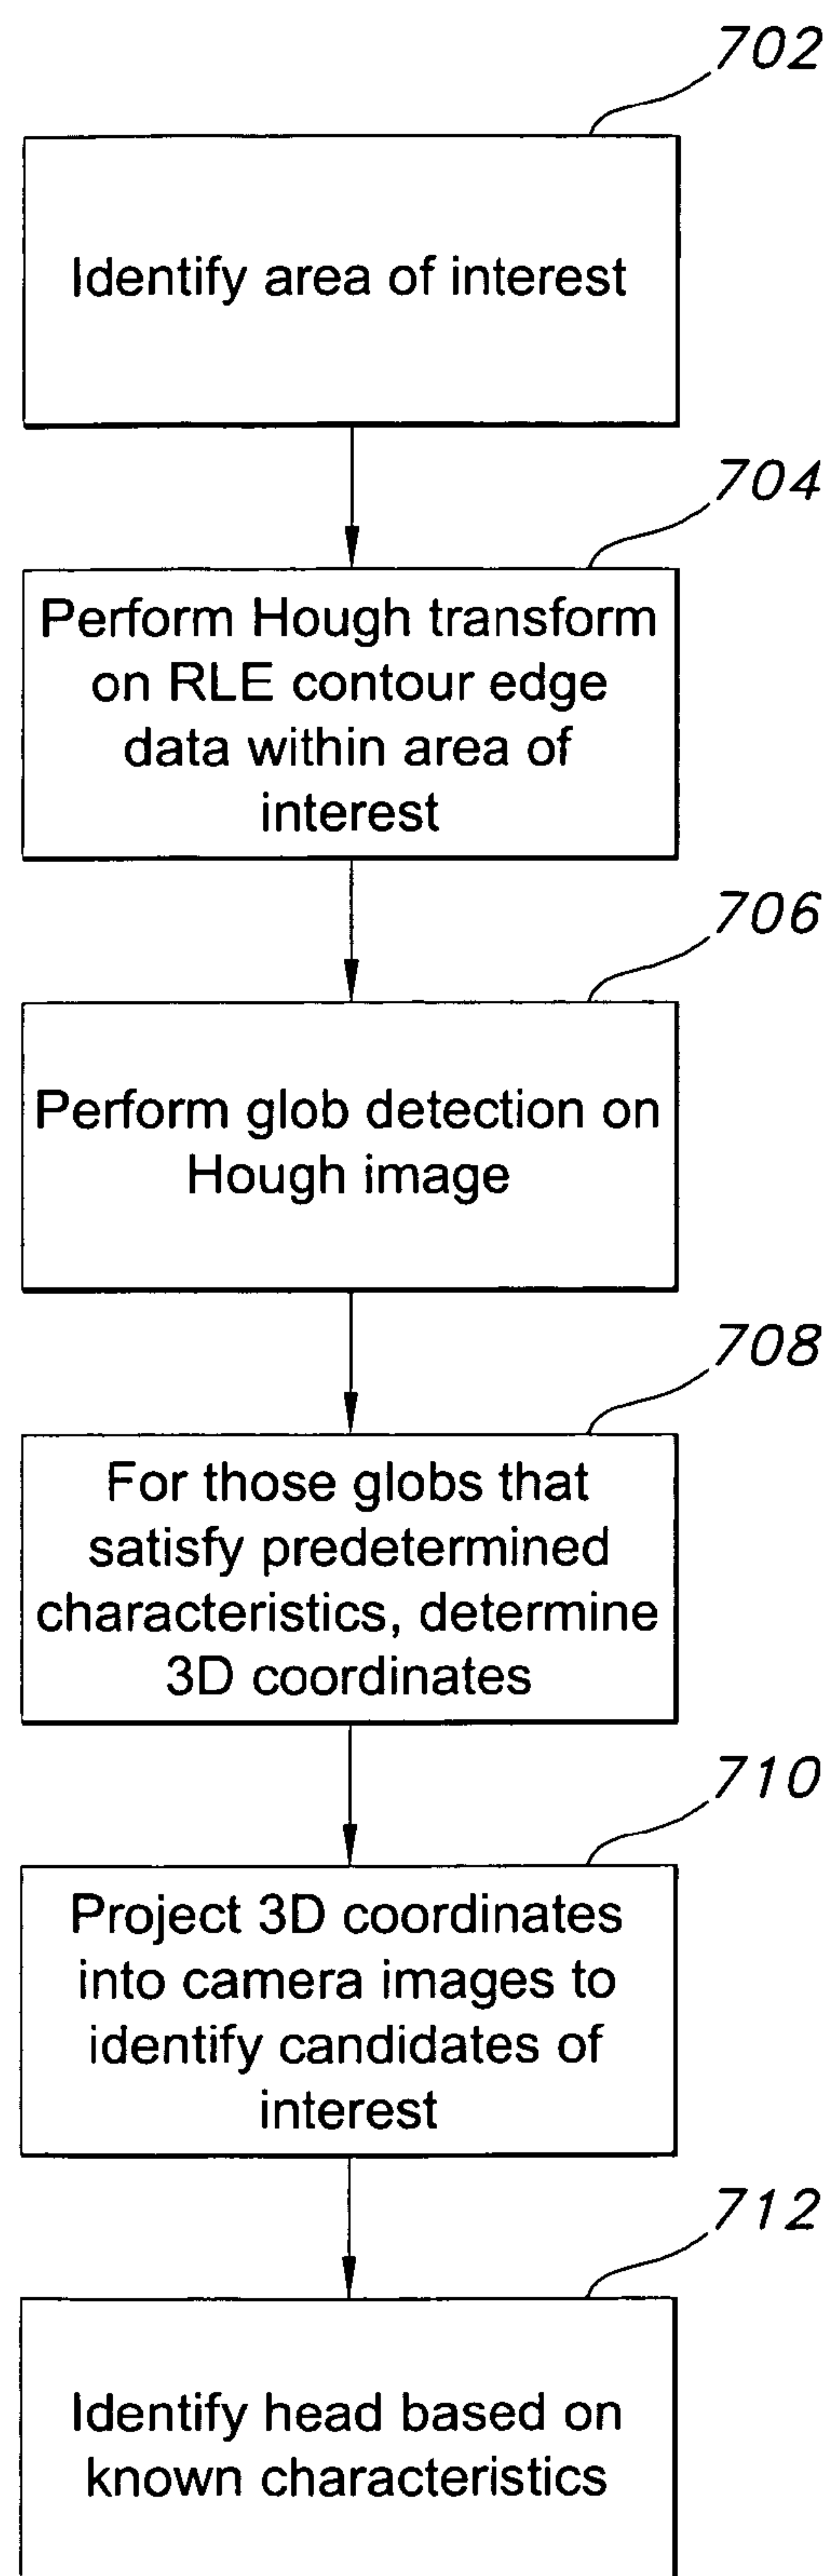 702
Identify area of interest
704
Perform Hough transform
on RLE contour edge
data within area of
interest
706
Perform glob detection on
Hough image
708
For those globs that
satisfy predetermined
characteristics, determine
3D coordinates
710
Project 3D coordinates
into camera images to
identify candidates of
interest
712
Identify head based on
known characteristics